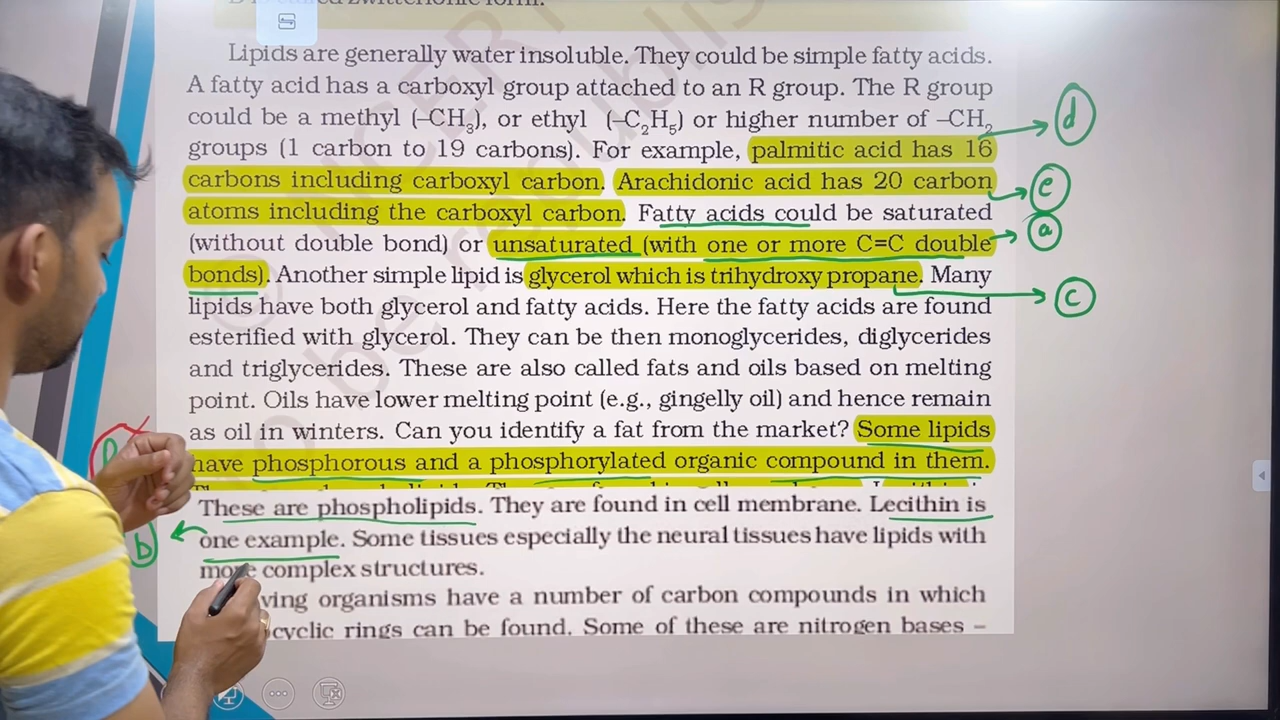 Lipids are generally water insoluble. They could be simple fatty acids.
A fatty acid has a carboxyl group attached to an R group. The R group
could be a methyl (–CH₃), or ethyl (–C₂H₅) or higher number of –CH₂
d
groups (1 carbon to 19 carbons). For example, palmitic acid has 16
carbons including carboxyl carbon. Arachidonic acid has 20 carbon
e
atoms including the carboxyl carbon. Fatty acids could be saturated
(without double bond) or unsaturated (with one or more C=C double
a
bonds). Another simple lipid is glycerol which is trihydroxy propane. Many
c
lipids have both glycerol and fatty acids. Here the fatty acids are found
esterified with glycerol. They can be then monoglycerides, diglycerides
and triglycerides. These are also called fats and oils based on melting
point. Oils have lower melting point (e.g., gingelly oil) and hence remain
as oil in winters. Can you identify a fat from the market? Some lipids
have phosphorous and a phosphorylated organic compound in them.
These are phospholipids. They are found in cell membrane. Lecithin is
b
one example. Some tissues especially the neural tissues have lipids with
more complex structures.
organisms have a number of carbon compounds in which
cyclic rings can be found. Some of these are nitrogen bases –